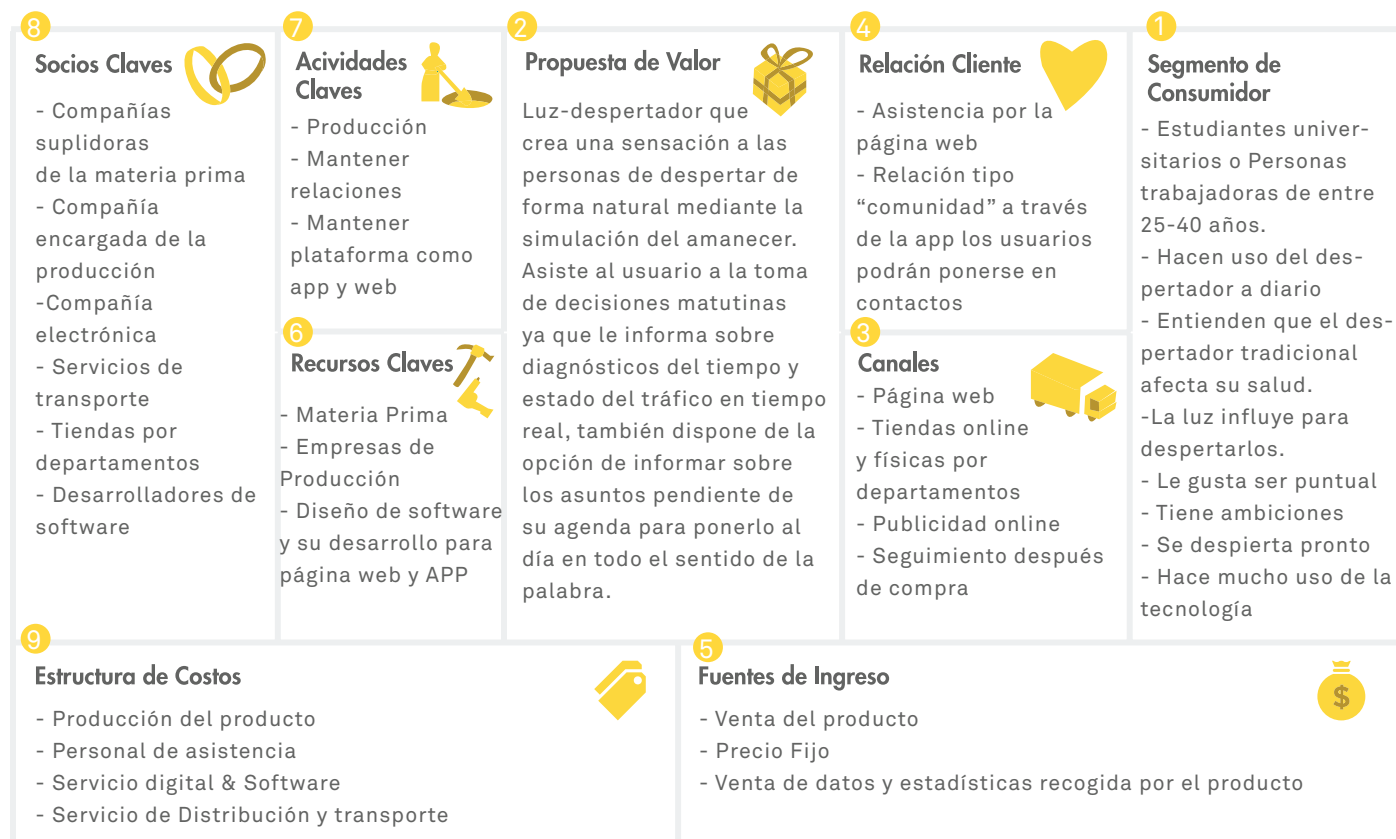 8
Socios Claves
- Compañías
suplidoras
de la materia prima
- Compañía
encargada de la
producción
-Compañía
electrónica
- Servicios de
transporte
- Tiendas por
departamentos
- Desarrolladores de
software
7
Acividades
Claves
- Producción
- Mantener
relaciones
- Mantener
plataforma como
app y web
6
Recursos Claves
- Materia Prima
- Empresas de
Producción
- Diseño de software
y su desarrollo para
página web y APP
2
Propuesta de Valor
Luz-despertador que
crea una sensación a las
personas de despertar de
forma natural mediante la
simulación del amanecer.
Asiste al usuario a la toma
de decisiones matutinas
ya que le informa sobre
diagnósticos del tiempo y
estado del tráfico en tiempo
real, también dispone de la
opción de informar sobre
los asuntos pendiente de
su agenda para ponerlo al
día en todo el sentido de la
palabra.
4
Relación Cliente
- Asistencia por la
página web
- Relación tipo
“comunidad” a través
de la app los usuarios
podrán ponerse en
contactos
3
Canales
- Página web
- Tiendas online
y físicas por
departamentos
- Publicidad online
- Seguimiento después
de compra
1
Segmento de
Consumidor
- Estudiantes univer-
sitarios o Personas
trabajadoras de entre
25-40 años.
- Hacen uso del des-
pertador a diario
- Entienden que el des-
pertador tradicional
afecta su salud.
-La luz influye para
despertarlos.
- Le gusta ser puntual
- Tiene ambiciones
- Se despierta pronto
- Hace mucho uso de la
tecnología
9
Estructura de Costos
- Producción del producto
- Personal de asistencia
- Servicio digital & Software
- Servicio de Distribución y transporte
5
Fuentes de Ingreso
$
- Venta del producto
- Precio Fijo
- Venta de datos y estadísticas recogida por el producto